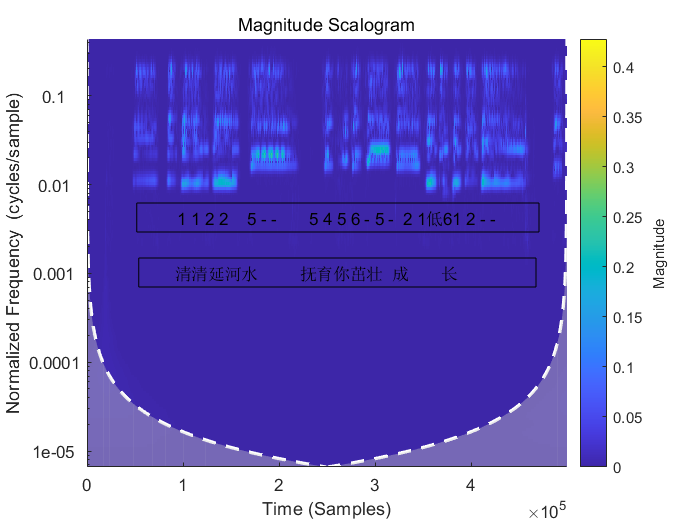 Magnitude Scalogram
Normalized Frequency (cycles/sample)
0.1
0.01
0.001
0.0001
1e-05
1 1 2 2 5 - - 5 4 5 6 - 5 - 2 1低61 2 - -
清清延河水 抚育你茁壮 成 长
0 1 2 3 4
×10⁵
Time (Samples)
0.4
0.35
0.3
0.25
0.2
0.15
0.1
0.05
0
Magnitude